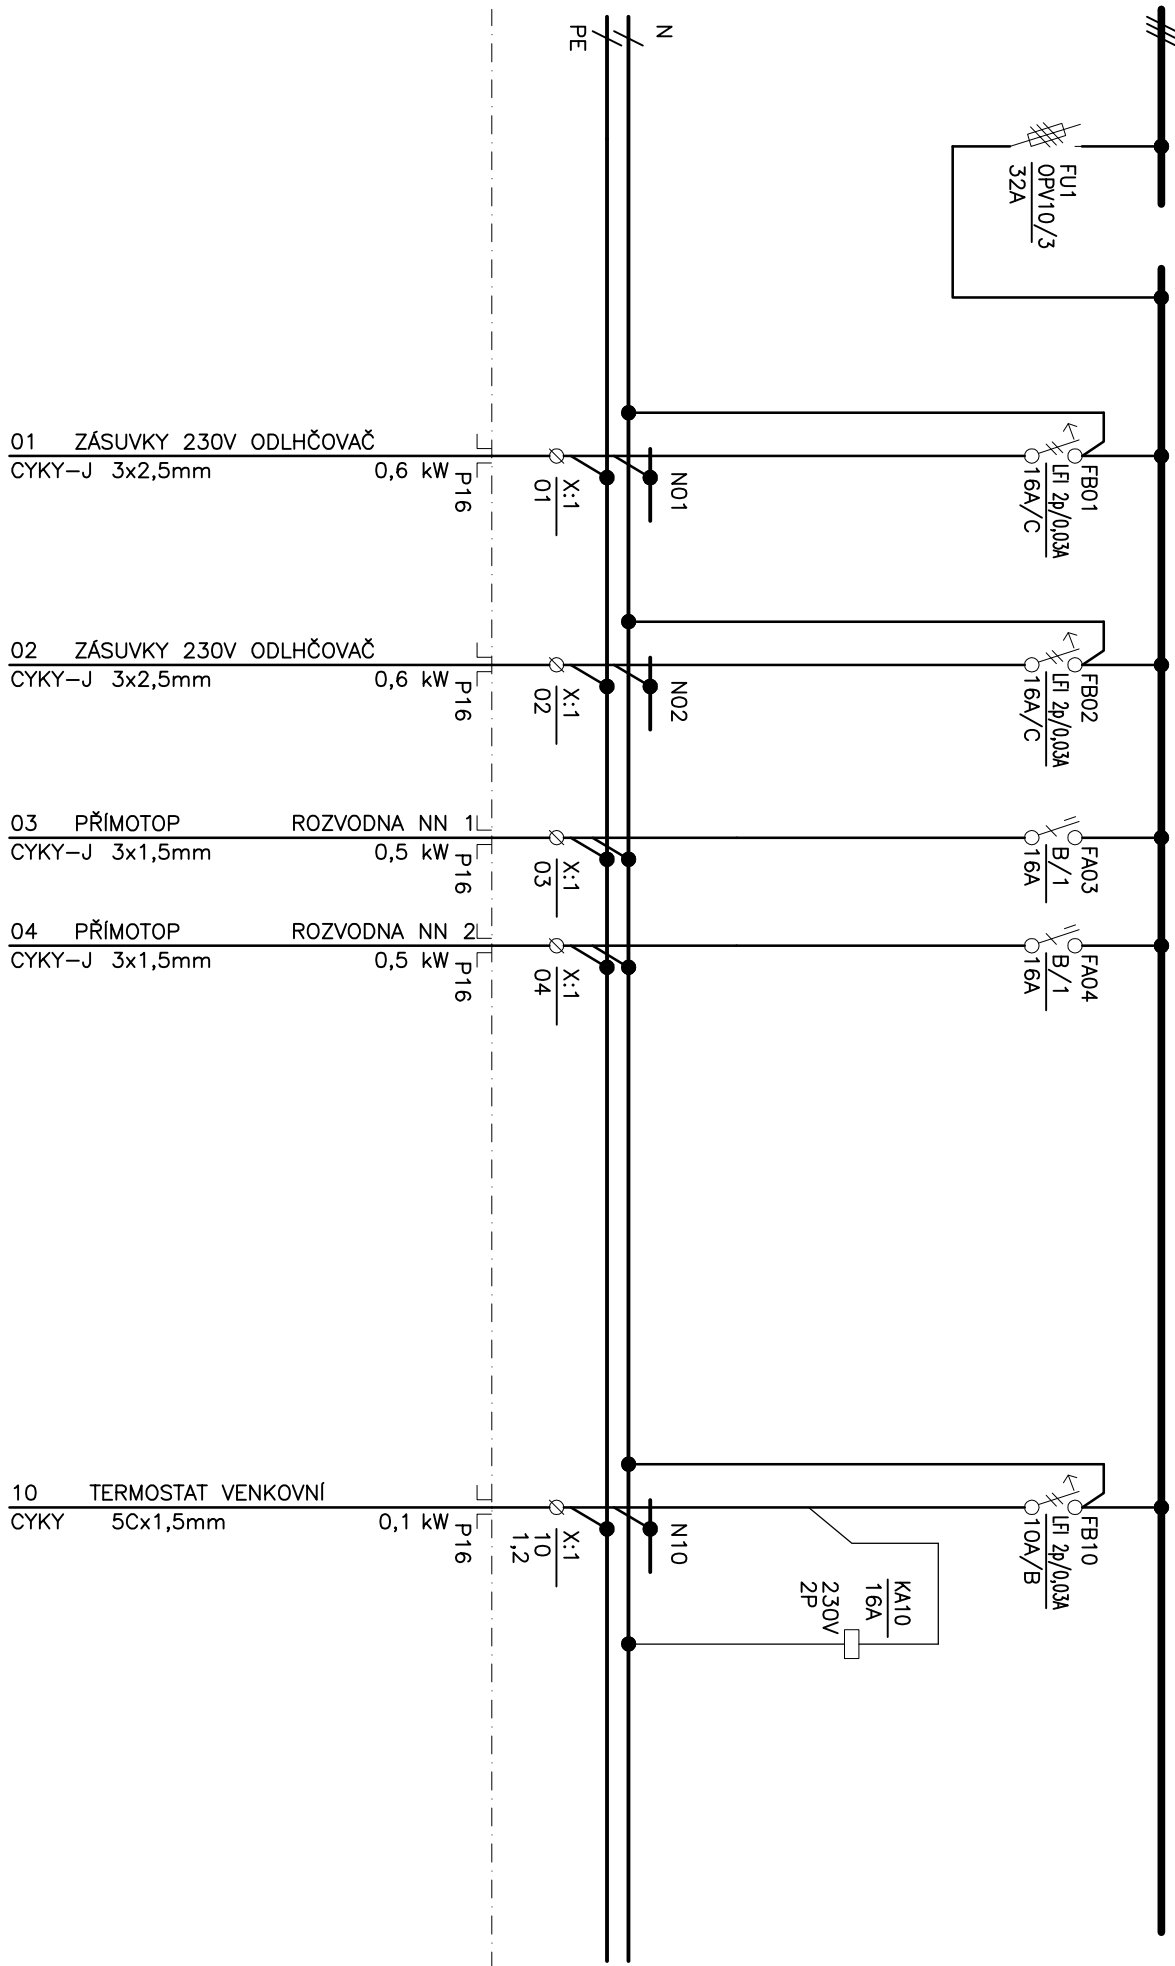 N
PE
FU1
OPV10/3
32A
01 ZÁSUVKY 230V ODLHČOVAČ
CYKY-J 3x2,5mm 0,6 kW
P16
X:1
01
N01
FB01
LFI 2p/0,03A
16A/C
02 ZÁSUVKY 230V ODLHČOVAČ
CYKY-J 3x2,5mm 0,6 kW
P16
X:1
02
N02
FB02
LFI 2p/0,03A
16A/C
03 PŘÍMOTOP ROZVODNA NN 1
CYKY-J 3x1,5mm 0,5 kW
P16
X:1
03
FA03
B/1
16A
04 PŘÍMOTOP ROZVODNA NN 2
CYKY-J 3x1,5mm 0,5 kW
P16
X:1
04
FA04
B/1
16A
10 TERMOSTAT VENKOVNÍ
CYKY 5Cx1,5mm 0,1 kW
P16
X:1
10
1,2
N10
FB10
LFI 2p/0,03A
10A/B
KA10
16A
230V
2P